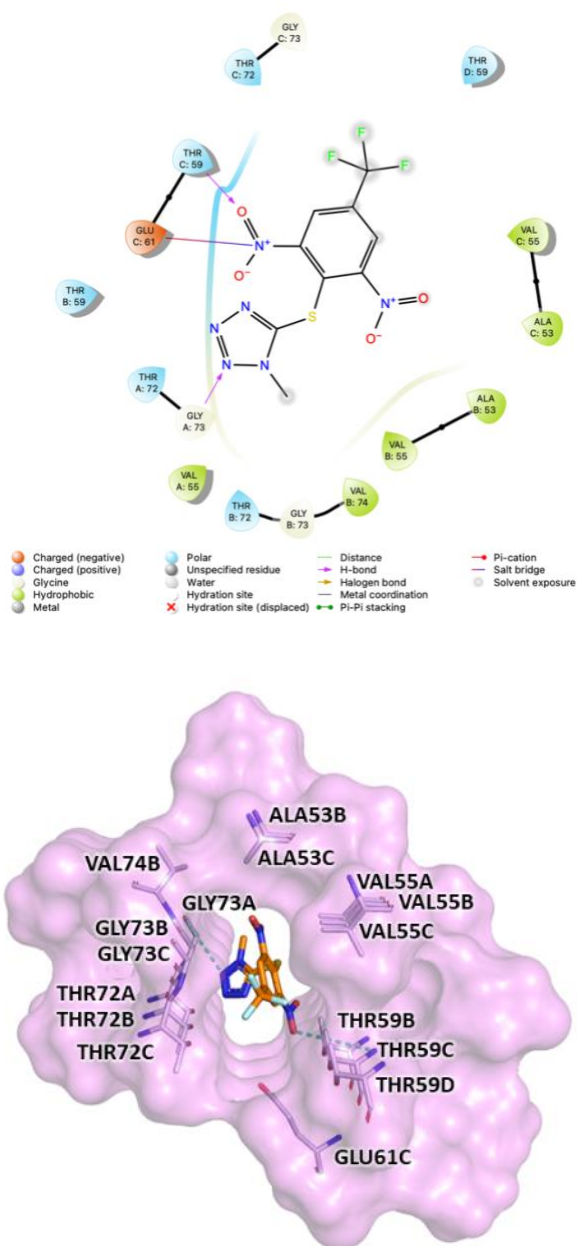 GLY
C: 73
THR
C: 72
THR
D: 59
F
F
F
THR
C: 59
O
GLU
C: 61
N⁺
O⁻
VAL
C: 55
THR
B: 59
N
N
S
N⁺
O
O⁻
ALA
C: 53
N
N
THR
A: 72
GLY
A: 73
ALA
B: 53
VAL
B: 55
VAL
A: 55
THR
B: 72
GLY
B: 73
VAL
B: 74
Charged (negative)
Charged (positive)
Glycine
Hydrophobic
Metal
Polar
Unspecified residue
Water
Hydration site
Hydration site (displaced)
Distance
H-bond
Halogen bond
Metal coordination
Pi-Pi stacking
Pi-cation
Salt bridge
Solvent exposure
ALA53B
ALA53C
VAL74B
VAL55A
VAL55B
VAL55C
GLY73A
GLY73B
GLY73C
THR72A
THR72B
THR72C
THR59B
THR59C
THR59D
GLU61C